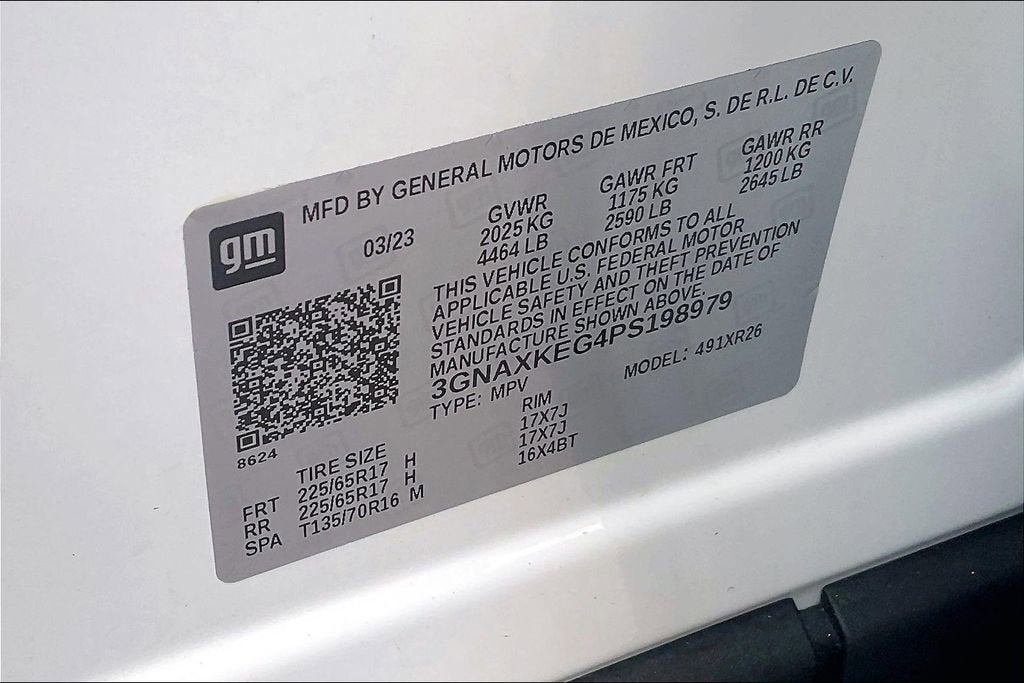 gm
MFD BY GENERAL MOTORS DE MEXICO, S. DE R.L. DE C.V.
03/23
GVWR GAWR FRT GAWR RR
2025 KG 1175 KG 1200 KG
4464 LB 2590 LB 2645 LB
THIS VEHICLE CONFORMS TO ALL
APPLICABLE U.S. FEDERAL MOTOR
VEHICLE SAFETY AND THEFT PREVENTION
STANDARDS IN EFFECT ON THE DATE OF
MANUFACTURE SHOWN ABOVE.
3GNAXKEG4PS198979
TYPE: MPV MODEL: 491XR26
8624
TIRE SIZE RIM
FRT 225/65R17 H 17X7J
RR 225/65R17 H 17X7J
SPA T135/70R16 M 16X4BT